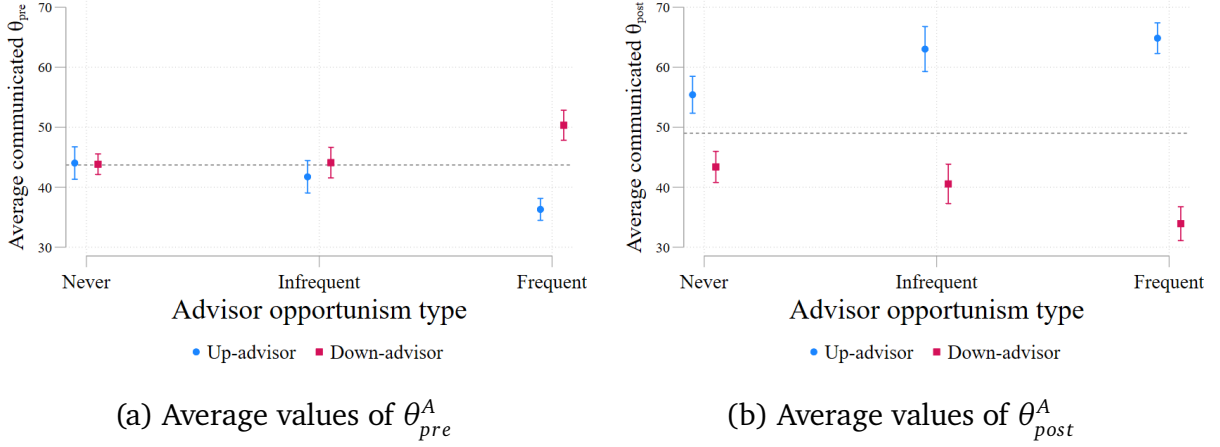 Average communicated θpre
70
60
50
40
30
Never Infrequent Frequent
Advisor opportunism type
Up-advisor Down-advisor
(a) Average values of θ^A_pre
Average communicated θpost
70
60
50
40
30
Never Infrequent Frequent
Advisor opportunism type
Up-advisor Down-advisor
(b) Average values of θ^A_post